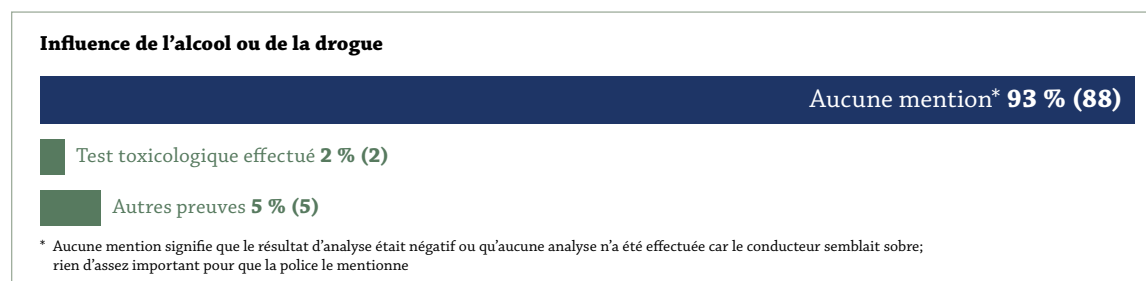 Influence de l’alcool ou de la drogue
Aucune mention* 93 % (88)
Test toxicologique effectué 2 % (2)
Autres preuves 5 % (5)
* Aucune mention signifie que le résultat d’analyse était négatif ou qu’aucune analyse n’a été effectuée car le conducteur semblait sobre;
rien d’assez important pour que la police le mentionne